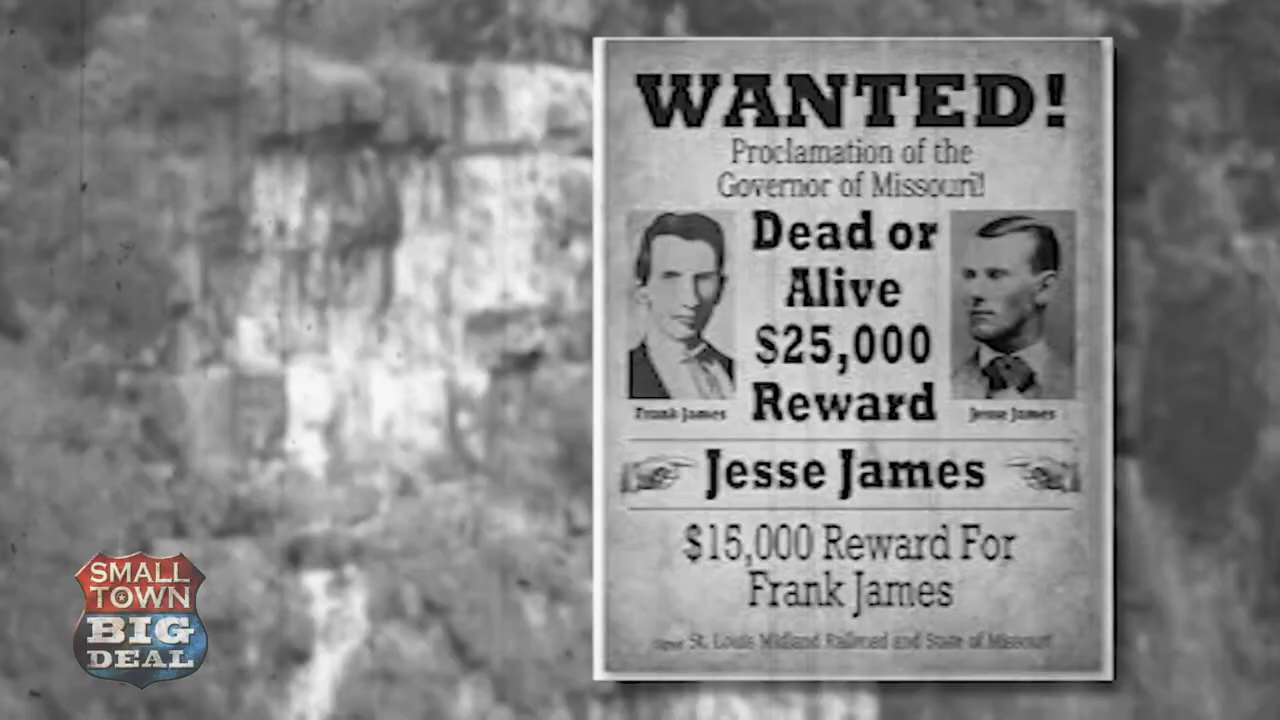 WANTED!
Proclamation of the
Governor of Missouri!
Dead or
Alive
$25,000
Reward
Frank James
Jesse James
Jesse James
$15,000 Reward For
Frank James
St. Louis Midland Railroad and State of Missouri
SMALL
TOWN
BIG
DEAL